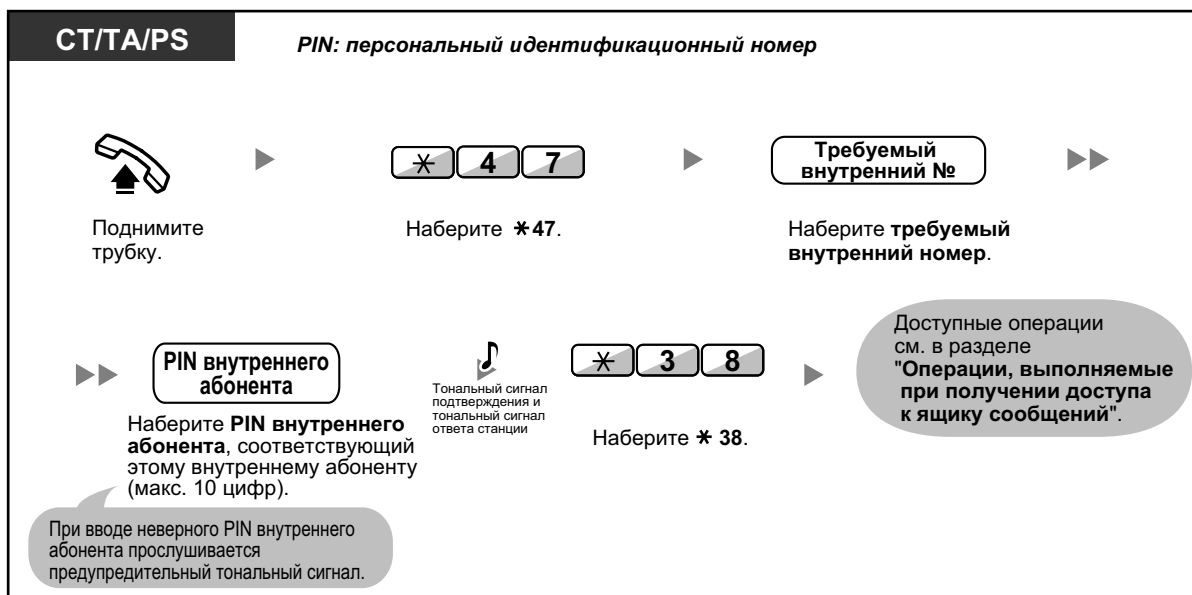 CT/TA/PS
PIN: персональный идентификационный номер
✳ 4 7
Требуемый
внутренний №
Поднимите
трубку.
Наберите ✳47.
Наберите требуемый
внутренний номер.
PIN внутреннего
абонента
Наберите PIN внутреннего
абонента, соответствующий
этому внутреннему абоненту
(макс. 10 цифр).
При вводе неверного PIN внутреннего
абонента прослушивается
предупредительный тональный сигнал.
Тональный сигнал
подтверждения и
тональный сигнал
ответа станции
✳ 3 8
Наберите ✳ 38.
Доступные операции
см. в разделе
"Операции, выполняемые
при получении доступа
к ящику сообщений".